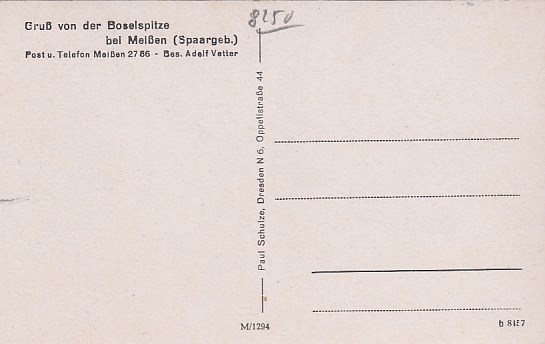 8250
Gruß von der Boselspitze
bei Meißen (Spaargeb.)
Post u. Telefon Meißen 2786 - Bes. Adolf Vetter
Paul Schulze, Dresden N 6, Oppellstraße 44
M/1294
b 8457